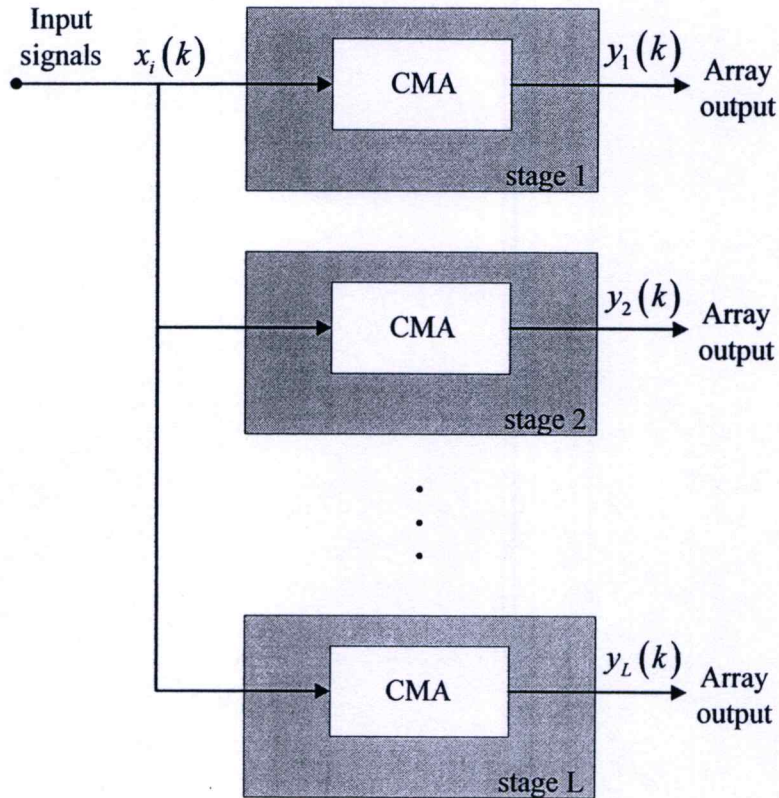 Input
signals
x_i(k)
CMA
y_1(k)
Array
output
stage 1
CMA
y_2(k)
Array
output
stage 2
CMA
y_L(k)
Array
output
stage L